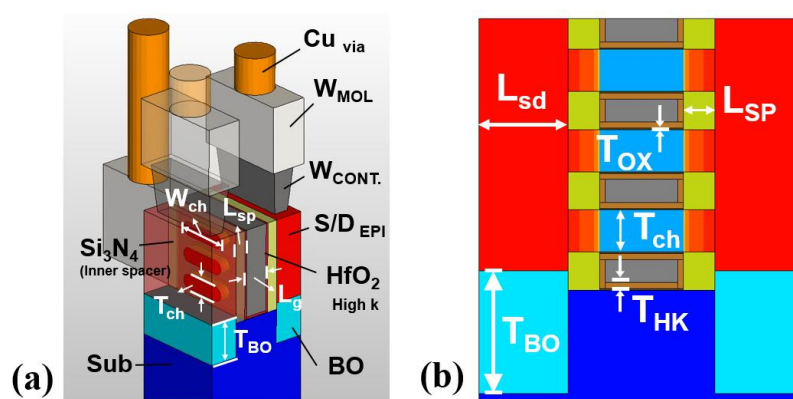 Cu via
W MOL
W CONT.
W ch
L sp
S/D EPI
Si3N4
(Inner spacer)
HfO2
High k
T ch
L g
T BO
Sub
BO
(a)
L sd
L SP
T OX
T ch
T BO
T HK
(b)